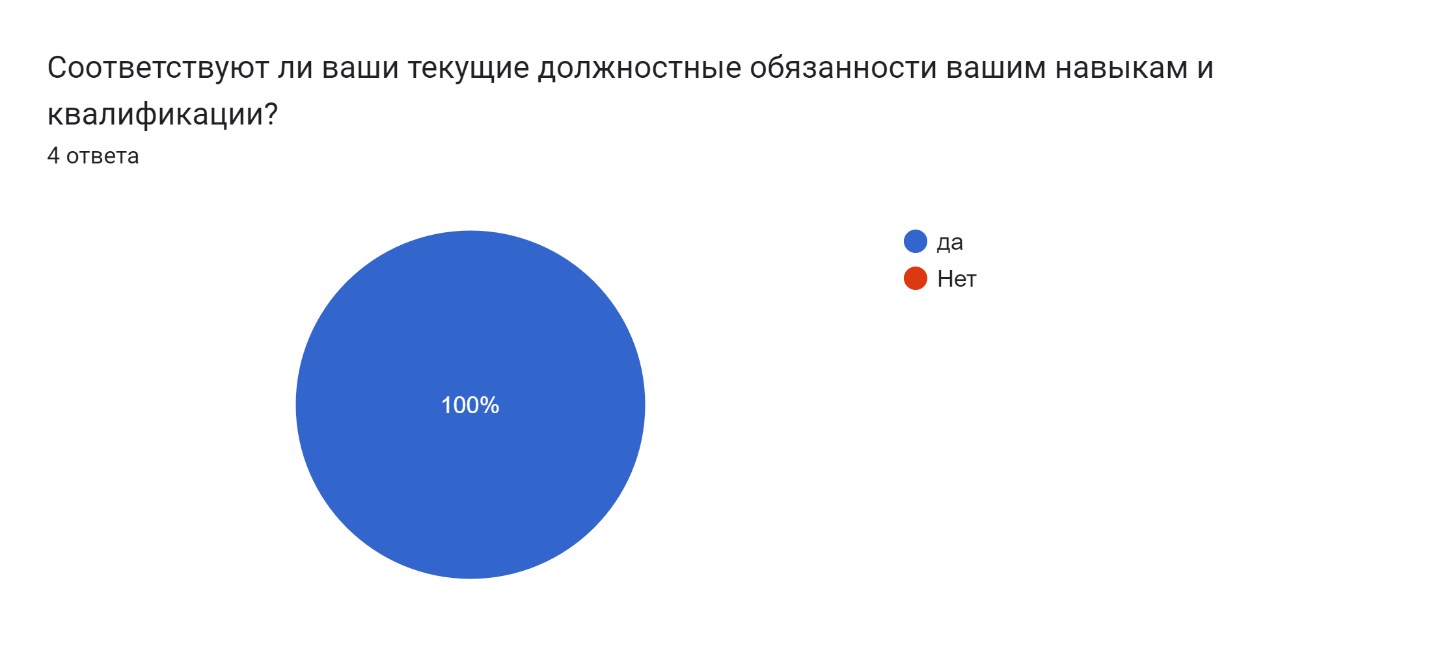 Соответствуют ли ваши текущие должностные обязанности вашим навыкам и
квалификации?
4 ответа
да
Нет
100%